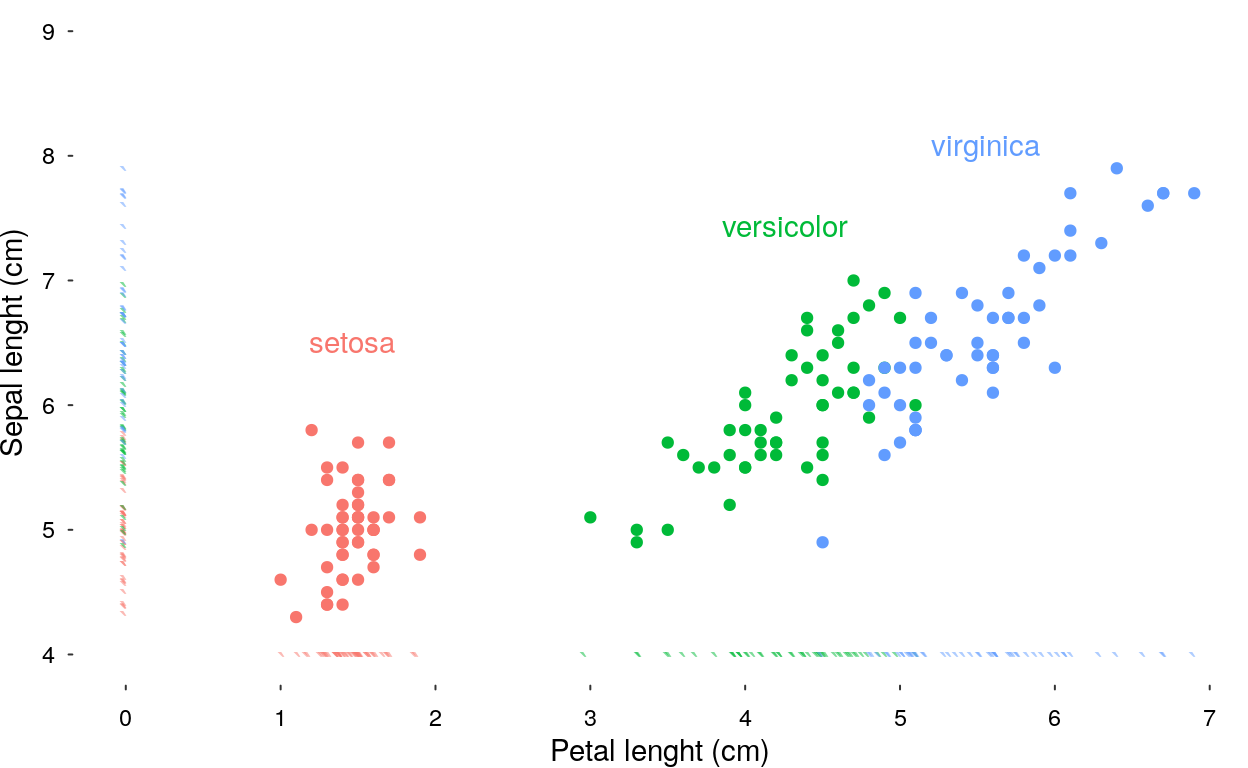 9
8
7
6
5
4
Sepal lenght (cm)
virginica
versicolor
setosa
0 1 2 3 4 5 6 7
Petal lenght (cm)